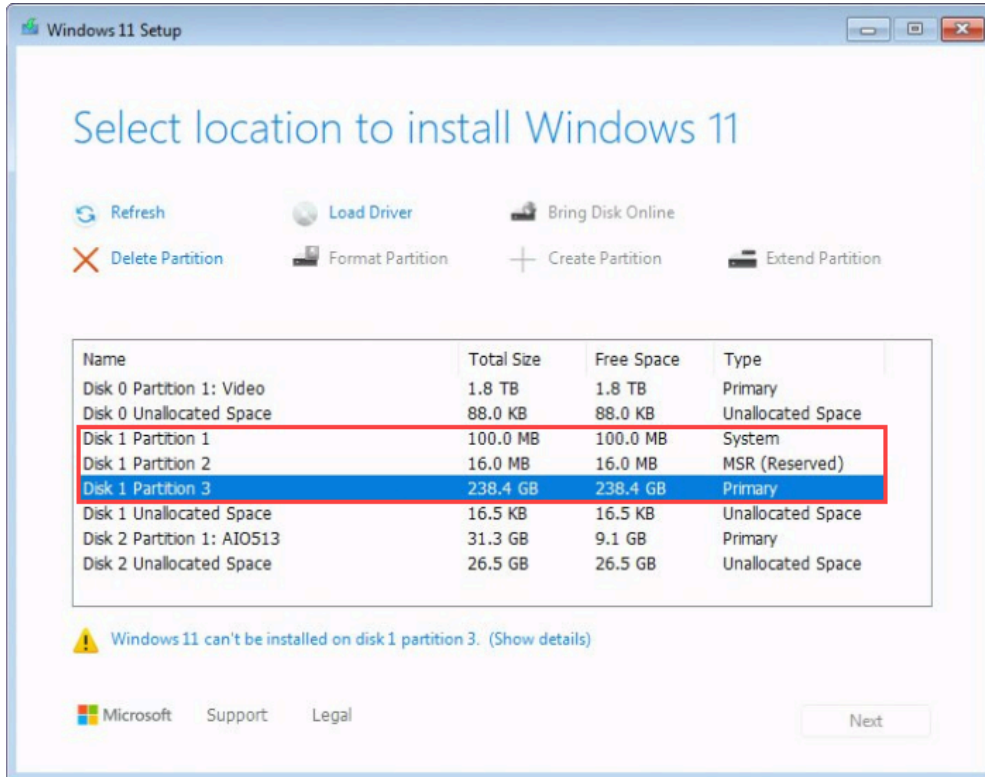 Windows 11 Setup
Select location to install Windows 11
Refresh Load Driver Bring Disk Online
Delete Partition Format Partition Create Partition Extend Partition
Name Total Size Free Space Type
Disk 0 Partition 1: Video 1.8 TB 1.8 TB Primary
Disk 0 Unallocated Space 88.0 KB 88.0 KB Unallocated Space
Disk 1 Partition 1 100.0 MB 100.0 MB System
Disk 1 Partition 2 16.0 MB 16.0 MB MSR (Reserved)
Disk 1 Partition 3 238.4 GB 238.4 GB Primary
Disk 1 Unallocated Space 16.5 KB 16.5 KB Unallocated Space
Disk 2 Partition 1: AIO513 31.3 GB 9.1 GB Primary
Disk 2 Unallocated Space 26.5 GB 26.5 GB Unallocated Space
Windows 11 can't be installed on disk 1 partition 3. (Show details)
Microsoft Support Legal Next